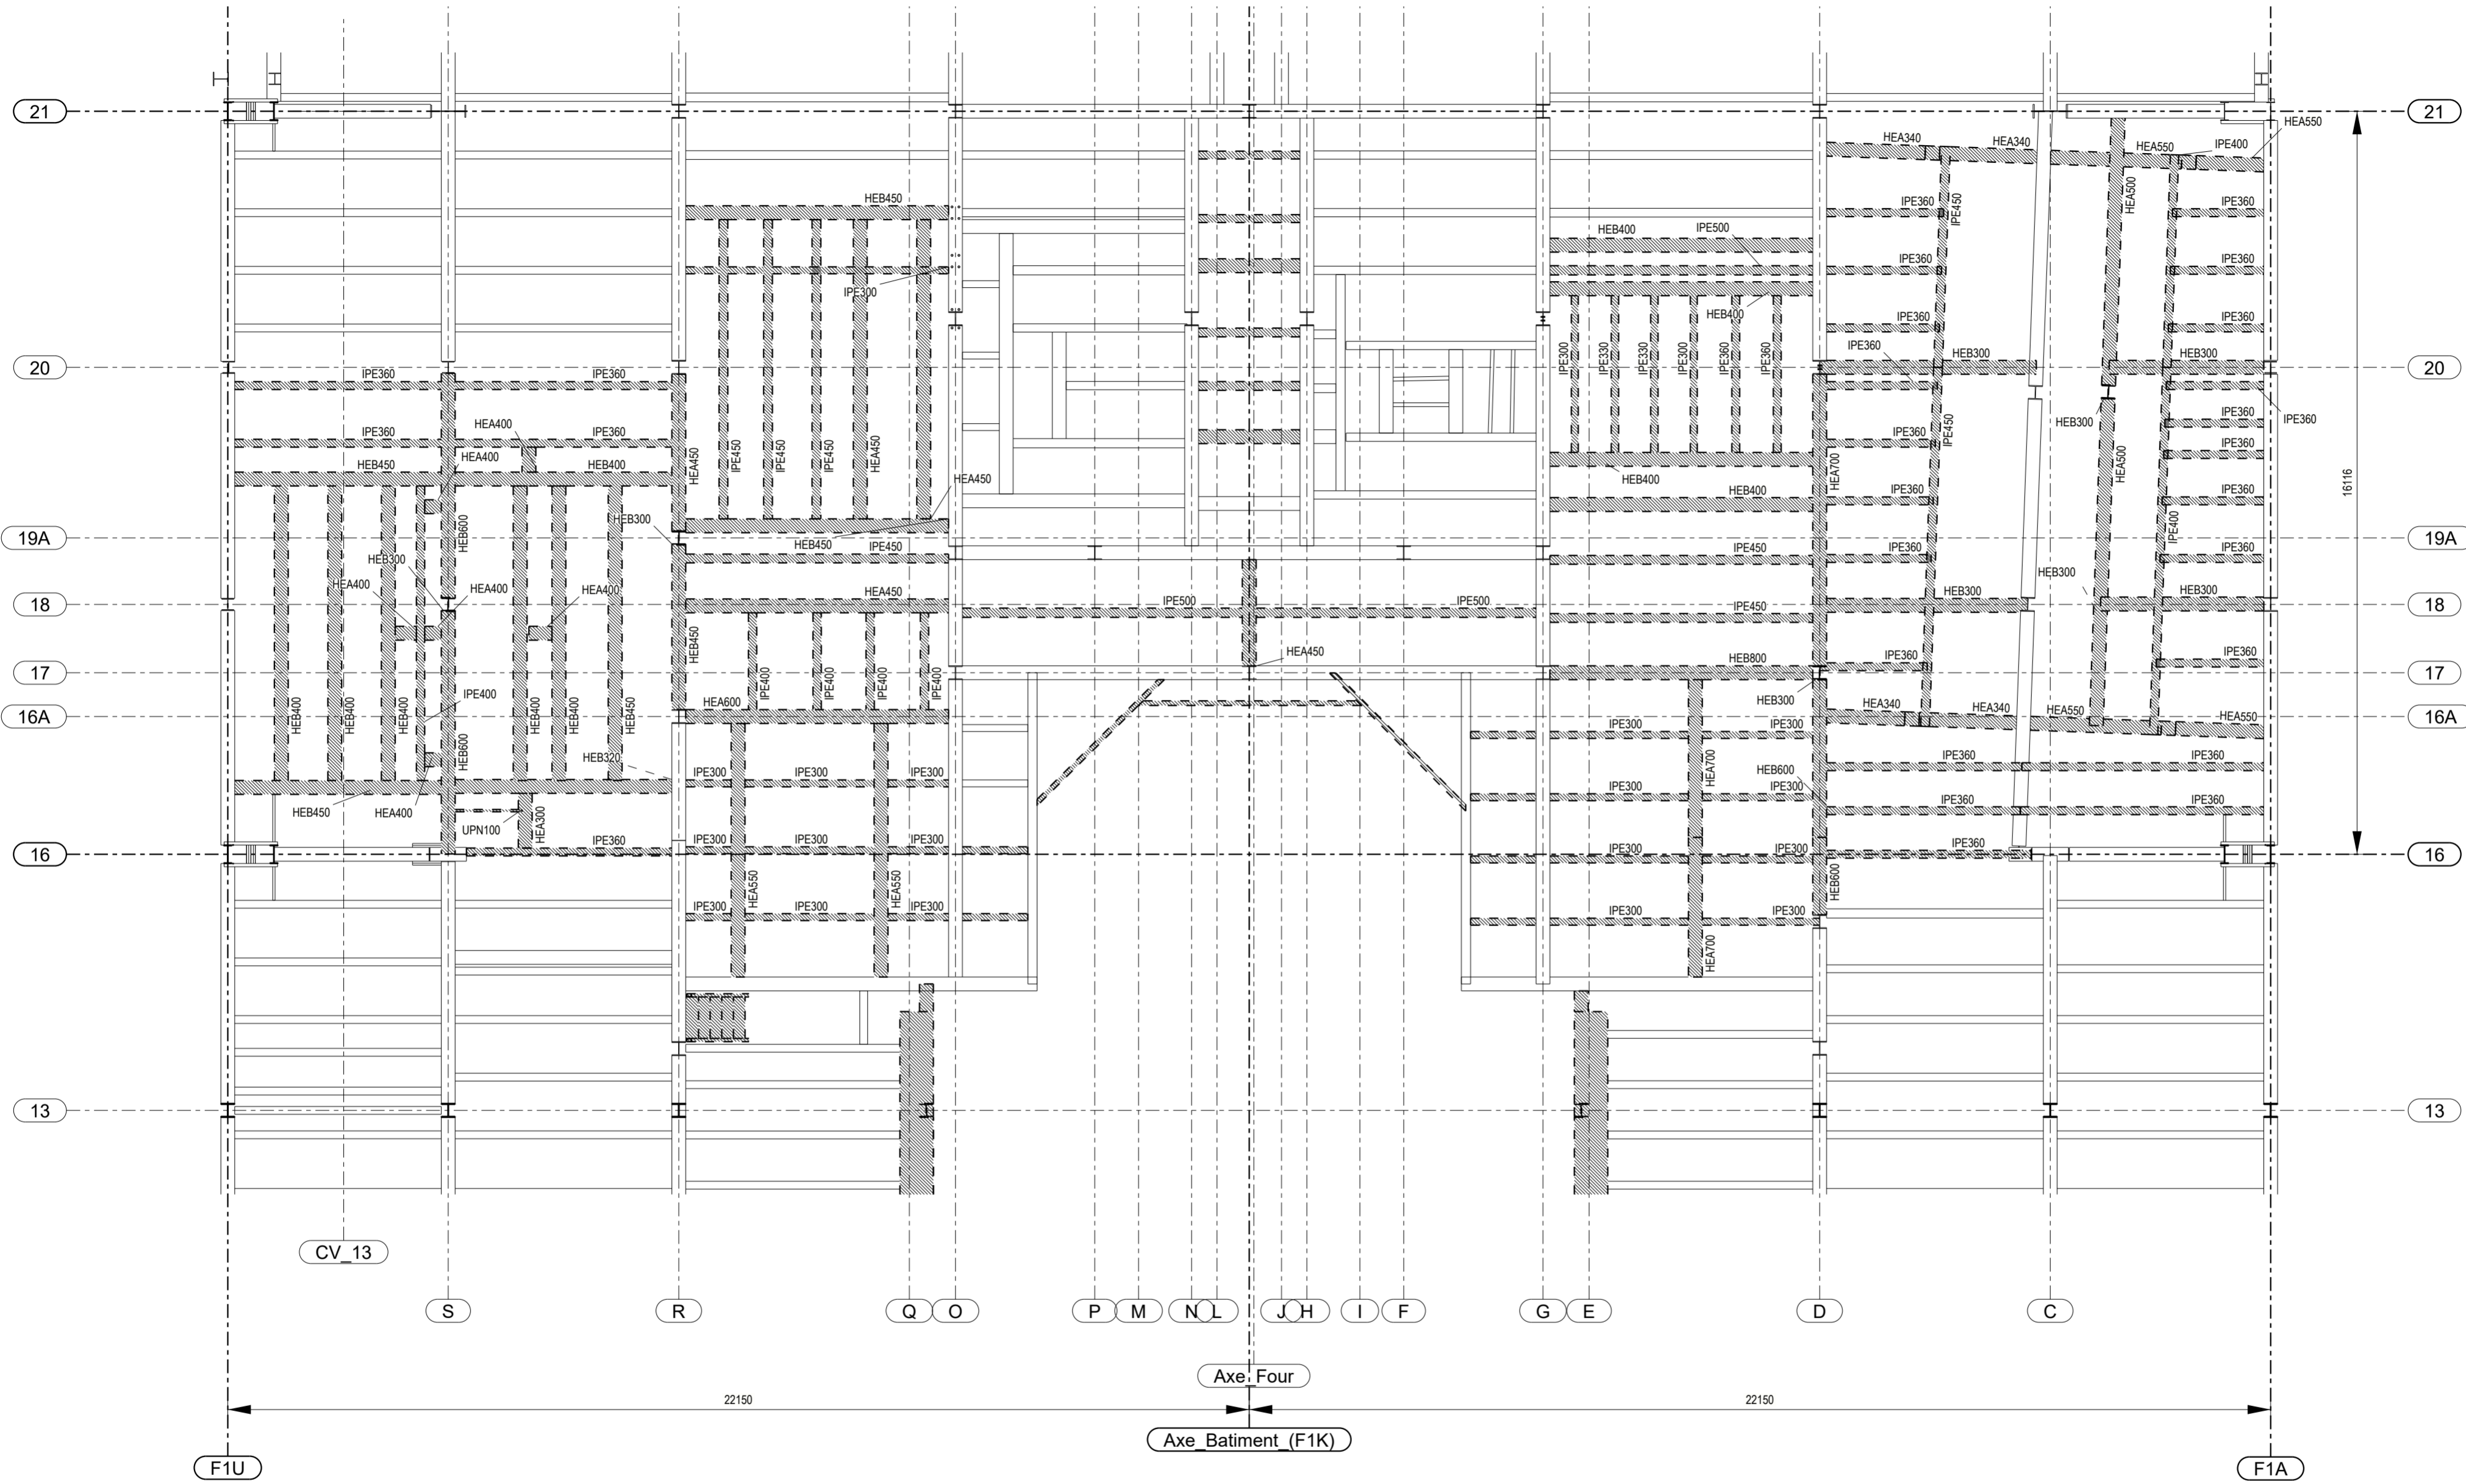 21
21
HEA340
HEA340
HEA550
IPE400
HEA550
HEB450
IPE360
IPE450
HEA500
IPE360
HEB400
IPE500
IPE360
IPE360
IPE300
HEB400
IPE360
IPE360
IPE360
HEB300
HEB300
20
20
IPE300
IPE330
IPE330
IPE300
IPE360
IPE360
IPE360
IPE360
IPE360
IPE360
IPE360
HEA400
IPE360
IPE360
HEB300
IPE360
IPE450
IPE360
HEA400
HEB450
HEB400
HEA450
IPE450
IPE450
IPE450
HEA450
HEA700
HEA500
HEA450
HEB400
HEB400
IPE360
IPE360
16116
HEB600
HEB300
IPE400
19A
19A
HEB450
IPE450
IPE450
IPE360
IPE360
HEB300
HEA400
HEA400
HEA400
HEA450
HEB300
HEB300
HEB300
18
18
IPE500
IPE500
IPE450
HEB450
HEA450
HEB800
IPE360
IPE360
17
17
HEB300
IPE400
IPE400
IPE400
IPE400
IPE400
HEB400
HEB400
HEB400
HEB400
HEB400
HEB450
HEA600
HEA340
HEA340
HEA550
HEA550
16A
16A
IPE300
IPE300
HEB600
HEB320
IPE300
IPE300
IPE300
HEA700
HEB600
IPE360
IPE360
IPE300
IPE300
HEB450
HEA400
IPE360
IPE360
UPN100
HEA300
IPE360
IPE300
IPE300
IPE300
IPE300
IPE300
IPE360
16
16
HEA550
HEA550
HEB600
IPE300
IPE300
IPE300
IPE300
IPE300
HEA700
13
13
CV_13
S
R
Q
O
P
M
N
L
J
H
I
F
G
E
D
C
Axe_Four
22150
22150
Axe_Batiment_(F1K)
F1U
F1A